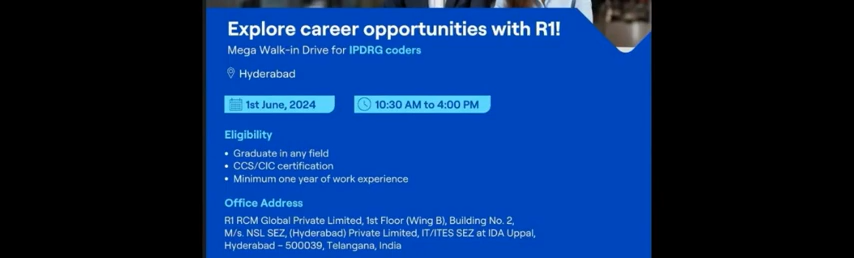 Explore career opportunities with R1!
Mega Walk-in Drive for IPDRG coders
Hyderabad
1st June, 2024
10:30 AM to 4:00 PM
Eligibility
• Graduate in any field
• CCS/CIC certification
• Minimum one year of work experience
Office Address
R1 RCM Global Private Limited, 1st Floor (Wing B), Building No. 2,
M/s. NSL SEZ, (Hyderabad) Private Limited, IT/ITES SEZ at IDA Uppal,
Hyderabad – 500039, Telangana, India